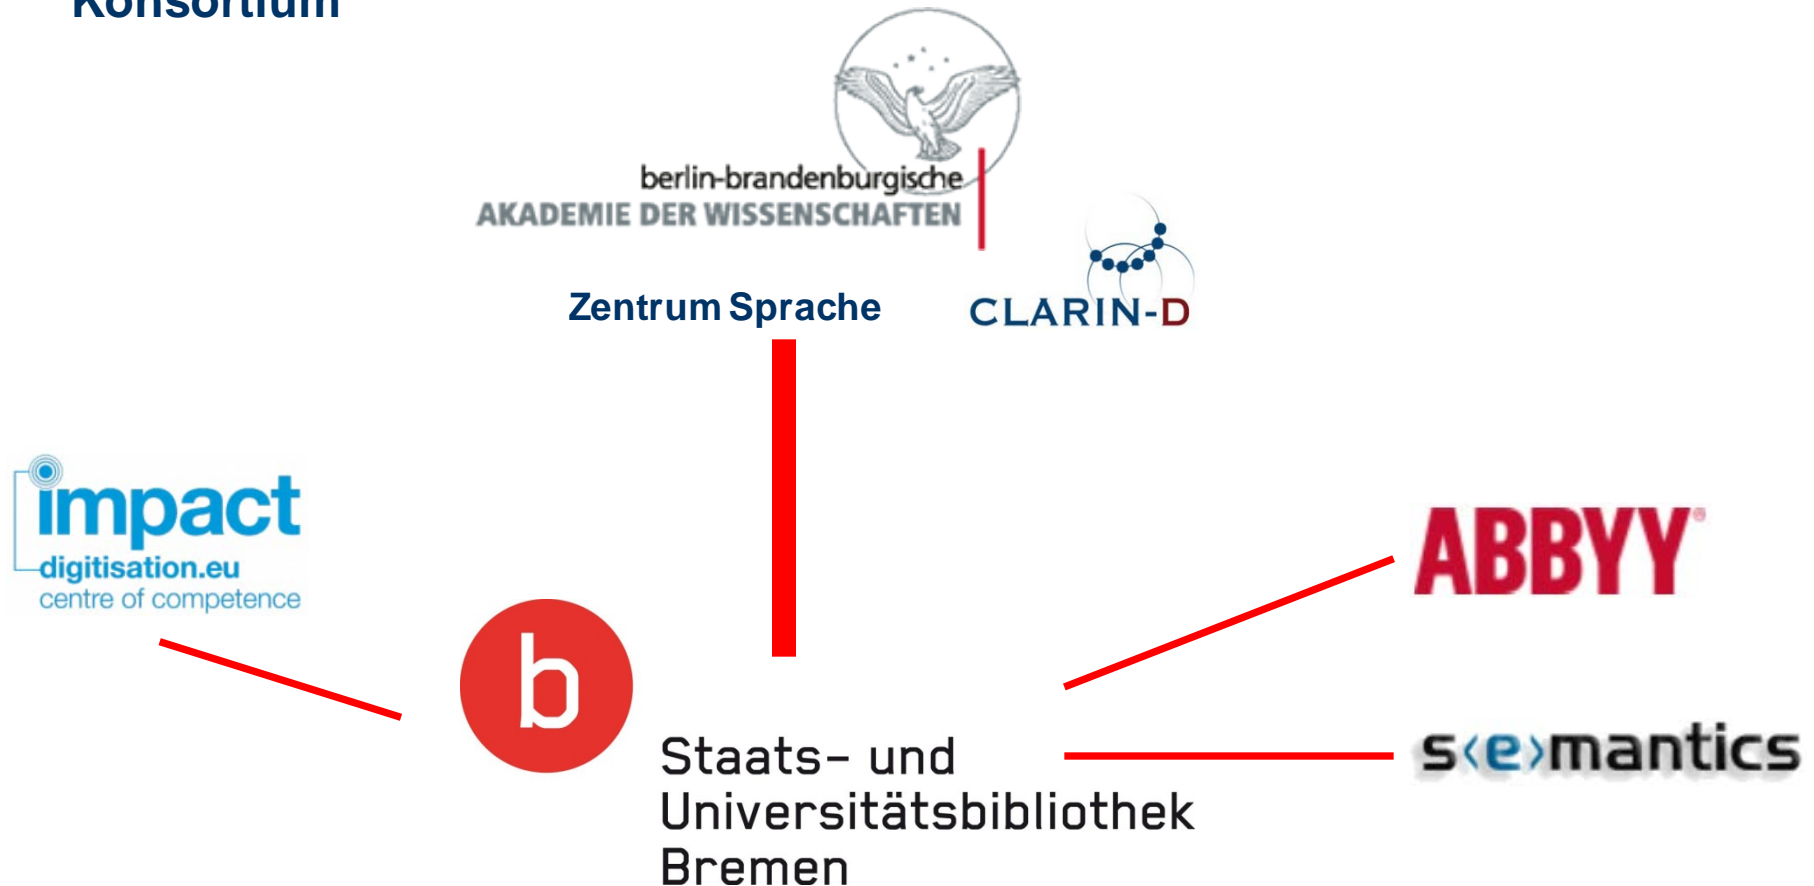 Konsortium
berlin-brandenburgische
AKADEMIE DER WISSENSCHAFTEN
Zentrum Sprache
CLARIN-D
impact
digitisation.eu
centre of competence
ABBYY®
b
s<e>mantics
Staats- und
Universitätsbibliothek
Bremen